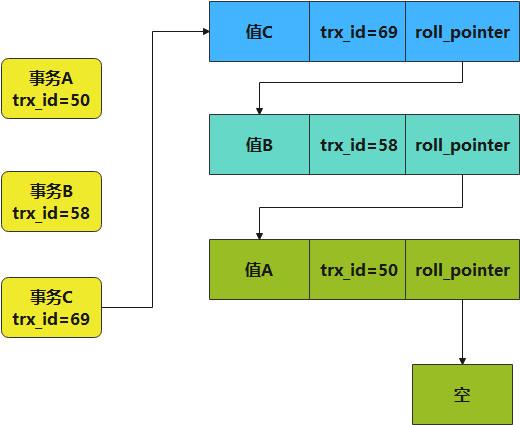 值C trx_id=69 roll_pointer
事务A
trx_id=50
值B trx_id=58 roll_pointer
事务B
trx_id=58
值A trx_id=50 roll_pointer
事务C
trx_id=69
空